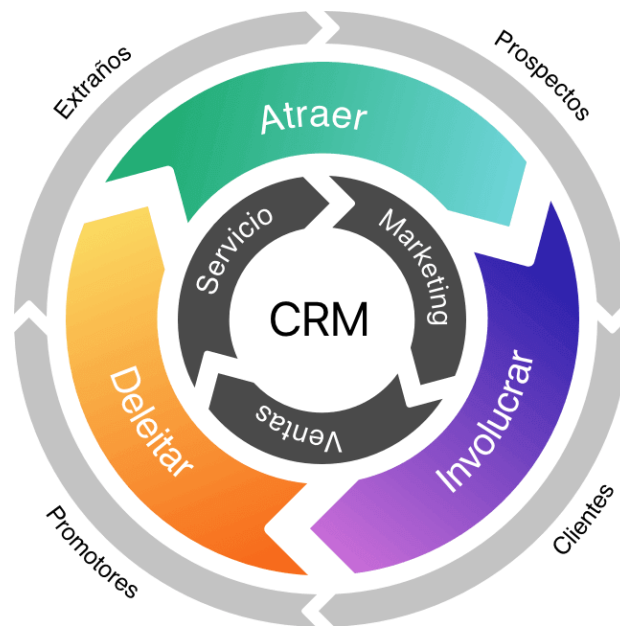 Extraños
Prospectos
Atraer
Servicio
Marketing
CRM
Ventas
Deleitar
Involucrar
Promotores
Clientes